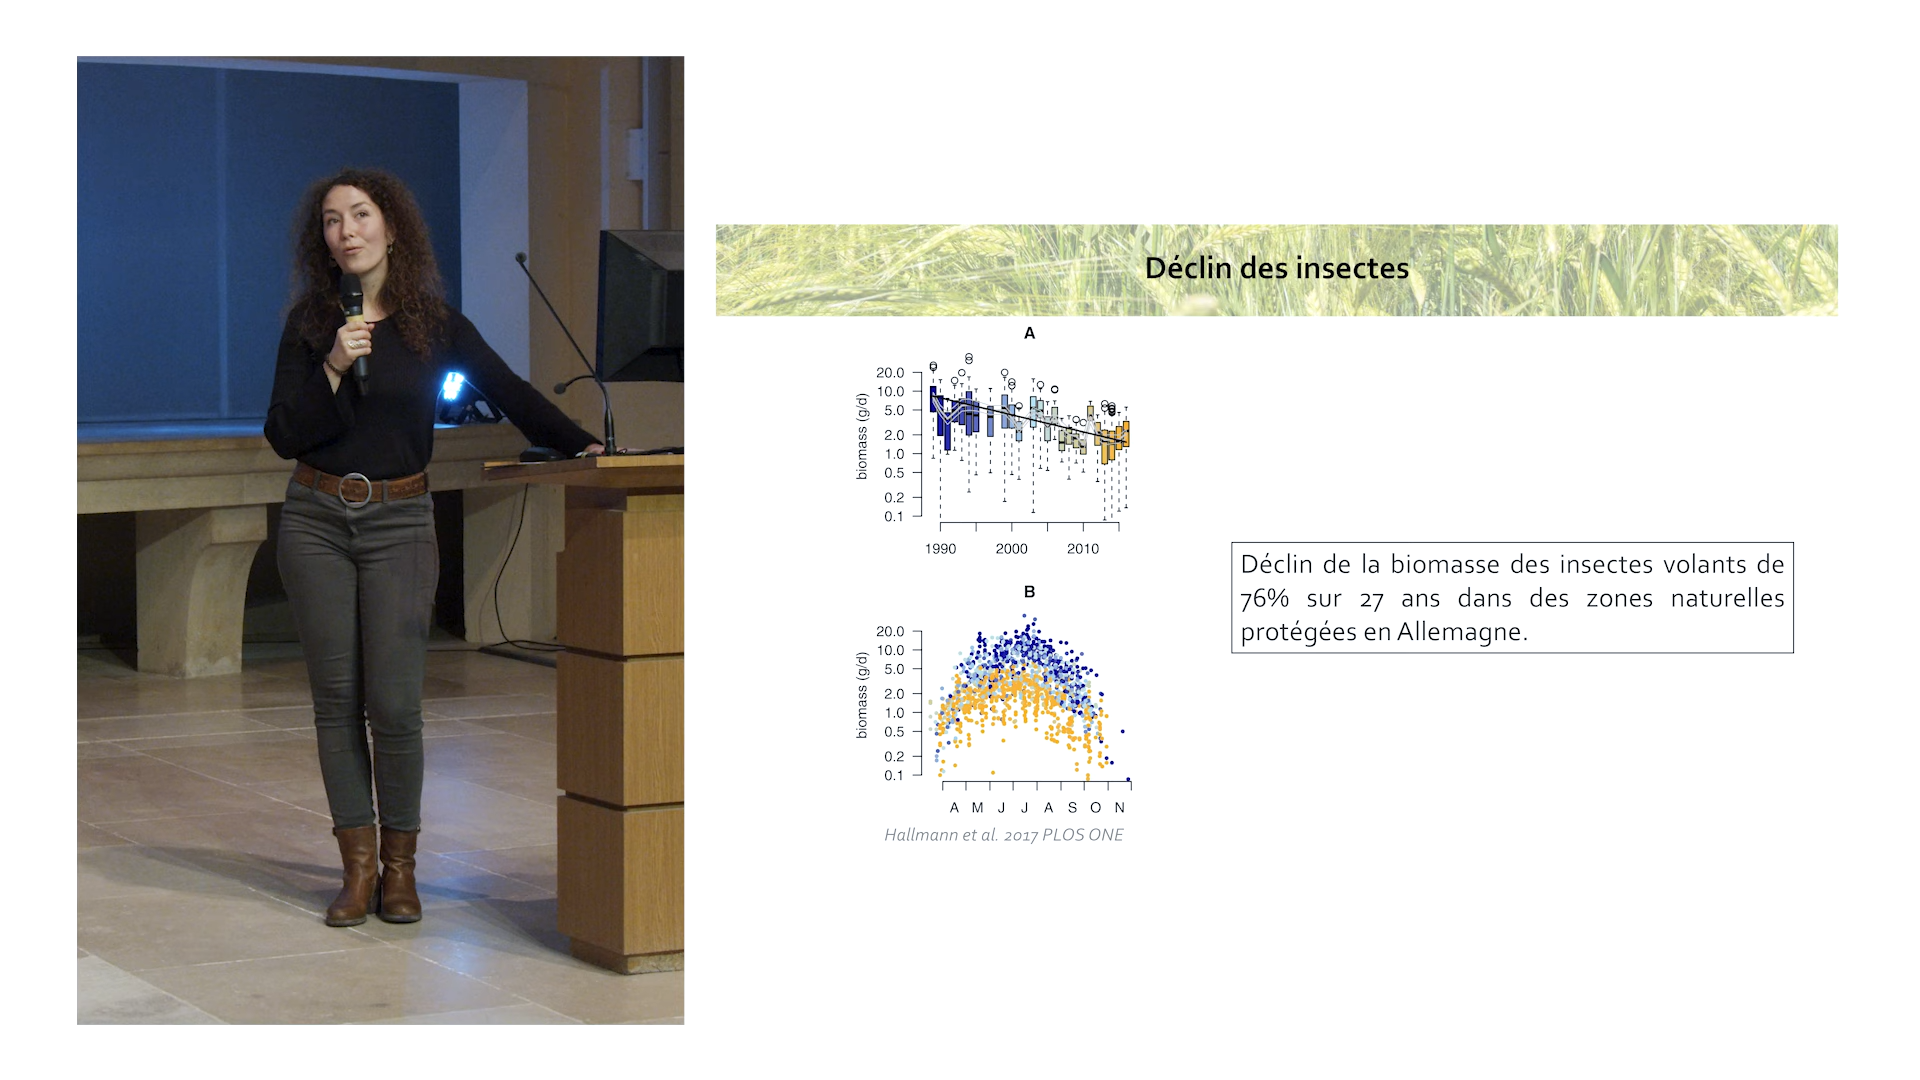 Déclin des insectes
A
biomass (g/d)
20.0
10.0
5.0
2.0
1.0
0.5
0.2
0.1
1990 2000 2010
B
biomass (g/d)
20.0
10.0
5.0
2.0
1.0
0.5
0.2
0.1
A M J J A S O N
Hallmann et al. 2017 PLOS ONE
Déclin de la biomasse des insectes volants de
76% sur 27 ans dans des zones naturelles
protégées en Allemagne.